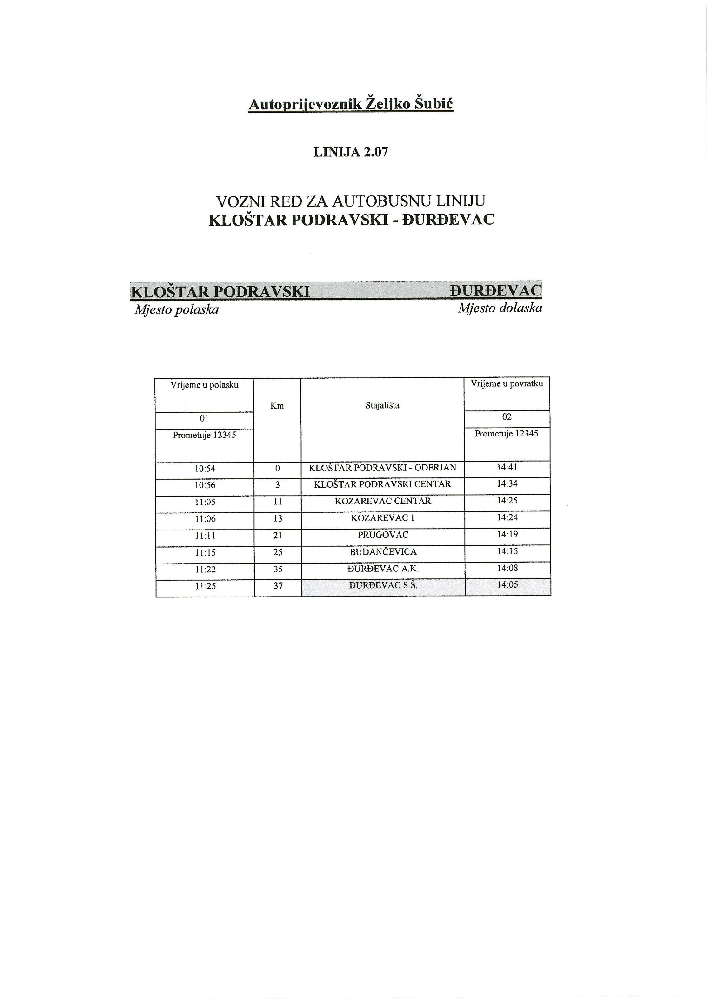 Autoprijevoznik Željko Šubić
LINIJA 2.07
VOZNI RED ZA AUTOBUSNU LINIJU
KLOŠTAR PODRAVSKI - ĐURĐEVAC
KLOŠTAR PODRAVSKI ĐURĐEVAC
Mjesto polaska Mjesto dolaska
Vrijeme u polasku Km Stajališta Vrijeme u povratku
01 02
Prometuje 12345 Prometuje 12345
10:54 0 KLOŠTAR PODRAVSKI - ODERJAN 14:41
10:56 3 KLOŠTAR PODRAVSKI CENTAR 14:34
11:05 11 KOZAREVAC CENTAR 14:25
11:06 13 KOZAREVAC 1 14:24
11:11 21 PRUGOVAC 14:19
11:15 25 BUDANČEVICA 14:15
11:22 35 ĐURĐEVAC A.K. 14:08
11:25 37 ĐURĐEVAC S.Š. 14:05